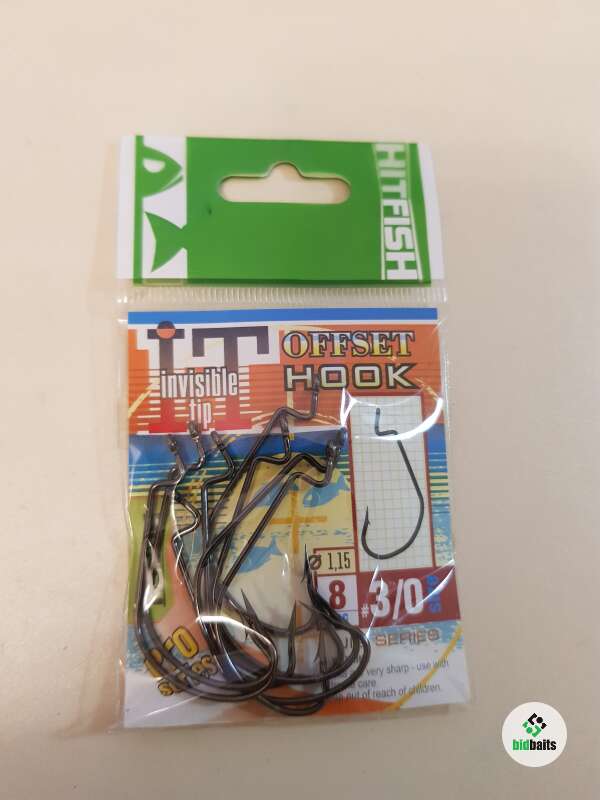 HITFISH
IT
invisible
tip
OFFSET
HOOK
Ø 1,15
8
#3/0
SERIES
very sharp - use with
care
out of reach of children.
bidbaits